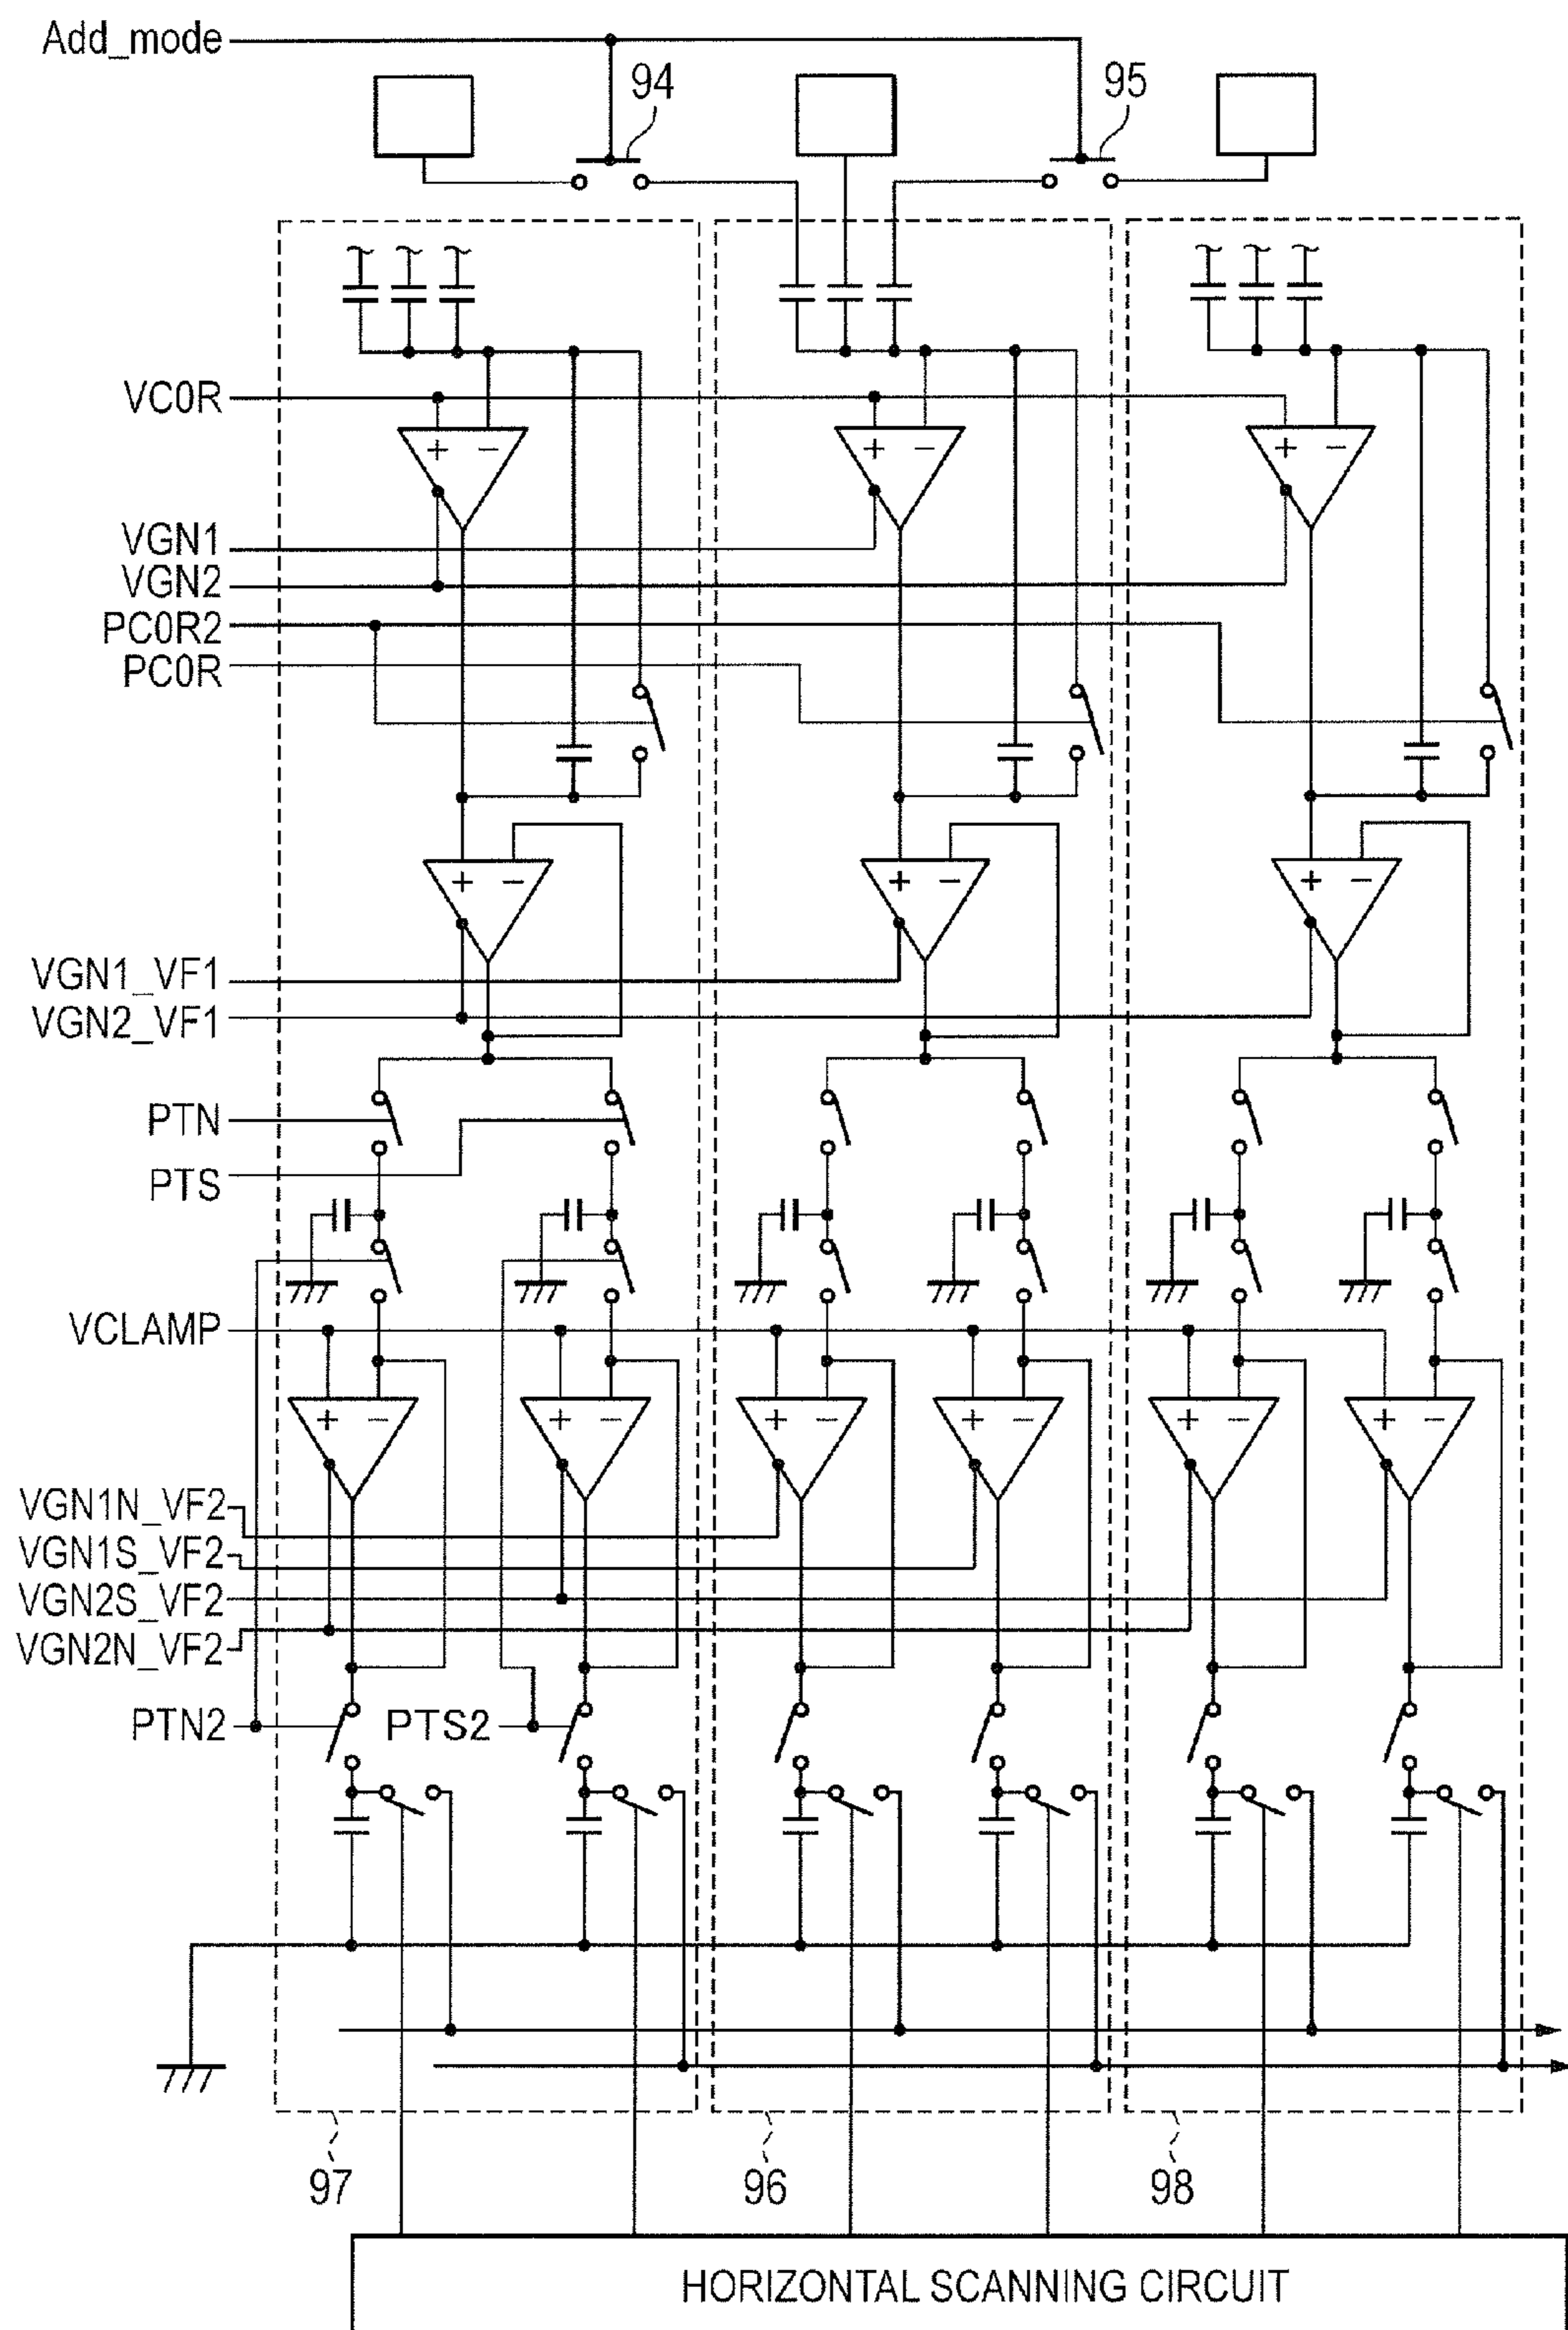 Add_mode
94
95
VC0R
+ −
+ −
+ −
VGN1
VGN2
PC0R2
PC0R
+ −
+ −
+ −
VGN1_VF1
VGN2_VF1
PTN
PTS
VCLAMP
+ −
+ −
+ −
+ −
+ −
+ −
VGN1N_VF2
VGN1S_VF2
VGN2S_VF2
VGN2N_VF2
PTN2
PTS2
97
96
98
HORIZONTAL SCANNING CIRCUIT